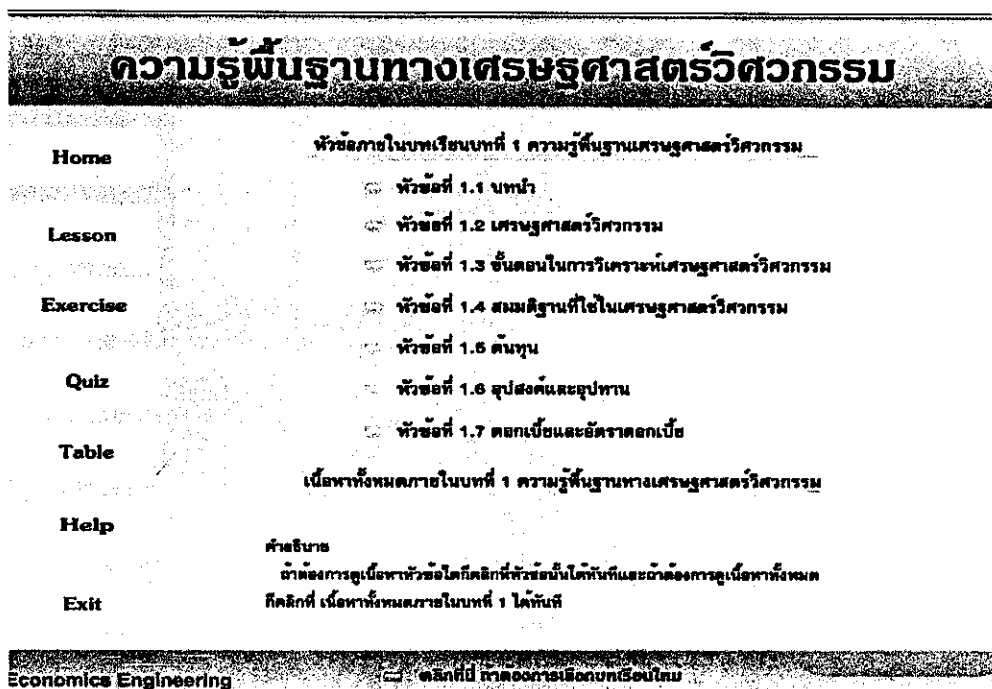 ความรู้พื้นฐานทางเศรษฐศาสตร์วิศวกรรม
Home
Lesson
Exercise
Quiz
Table
Help
Exit
หัวข้อภายในบทเรียนบทที่ 1 ความรู้พื้นฐานเศรษฐศาสตร์วิศวกรรม
หัวข้อที่ 1.1 บทนำ
หัวข้อที่ 1.2 เศรษฐศาสตร์วิศวกรรม
หัวข้อที่ 1.3 ขั้นตอนในการวิเคราะห์เศรษฐศาสตร์วิศวกรรม
หัวข้อที่ 1.4 สมมติฐานที่ใช้ในเศรษฐศาสตร์วิศวกรรม
หัวข้อที่ 1.5 ต้นทุน
หัวข้อที่ 1.6 อุปสงค์และอุปทาน
หัวข้อที่ 1.7 ดอกเบี้ยและอัตราดอกเบี้ย
เนื้อหาทั้งหมดภายในบทที่ 1 ความรู้พื้นฐานทางเศรษฐศาสตร์วิศวกรรม
คำอธิบาย
ถ้าต้องการดูเนื้อหาหัวข้อใดก็คลิกที่หัวข้อนั้นได้ทันทีและถ้าต้องการดูเนื้อหาทั้งหมด
ก็คลิกที่ เนื้อหาทั้งหมดภายในบทที่ 1 ได้ทันที
Economics Engineering
คลิกที่นี่ ถ้าต้องการเลือกบทเรียนใหม่